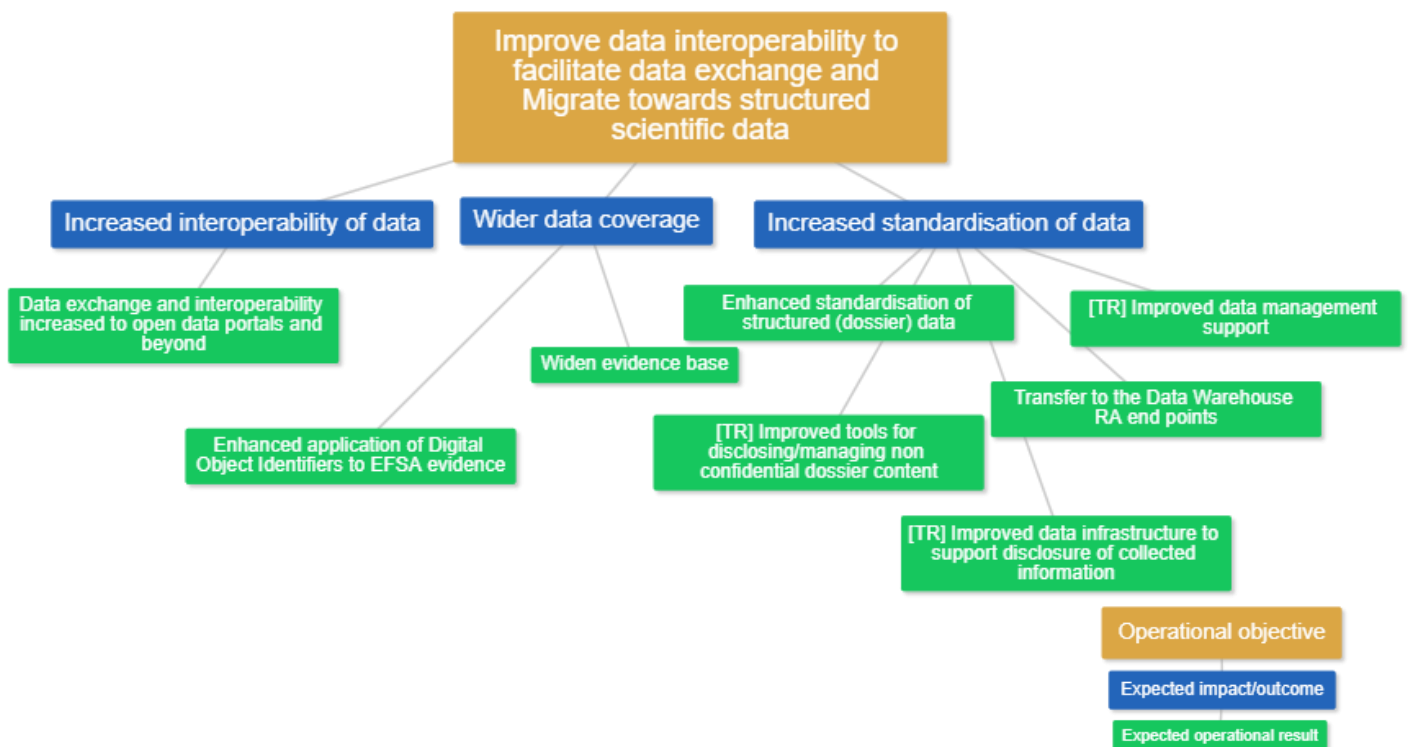 Improve data interoperability to
facilitate data exchange and
Migrate towards structured
scientific data
Increased interoperability of data
Wider data coverage
Increased standardisation of data
Data exchange and interoperability
increased to open data portals and
beyond
Widen evidence base
Enhanced application of Digital
Object Identifiers to EFSA evidence
Enhanced standardisation of
structured (dossier) data
[TR] Improved data management
support
Transfer to the Data Warehouse
RA end points
[TR] Improved tools for
disclosing/managing non
confidential dossier content
[TR] Improved data infrastructure to
support disclosure of collected
information
Operational objective
Expected impact/outcome
Expected operational result